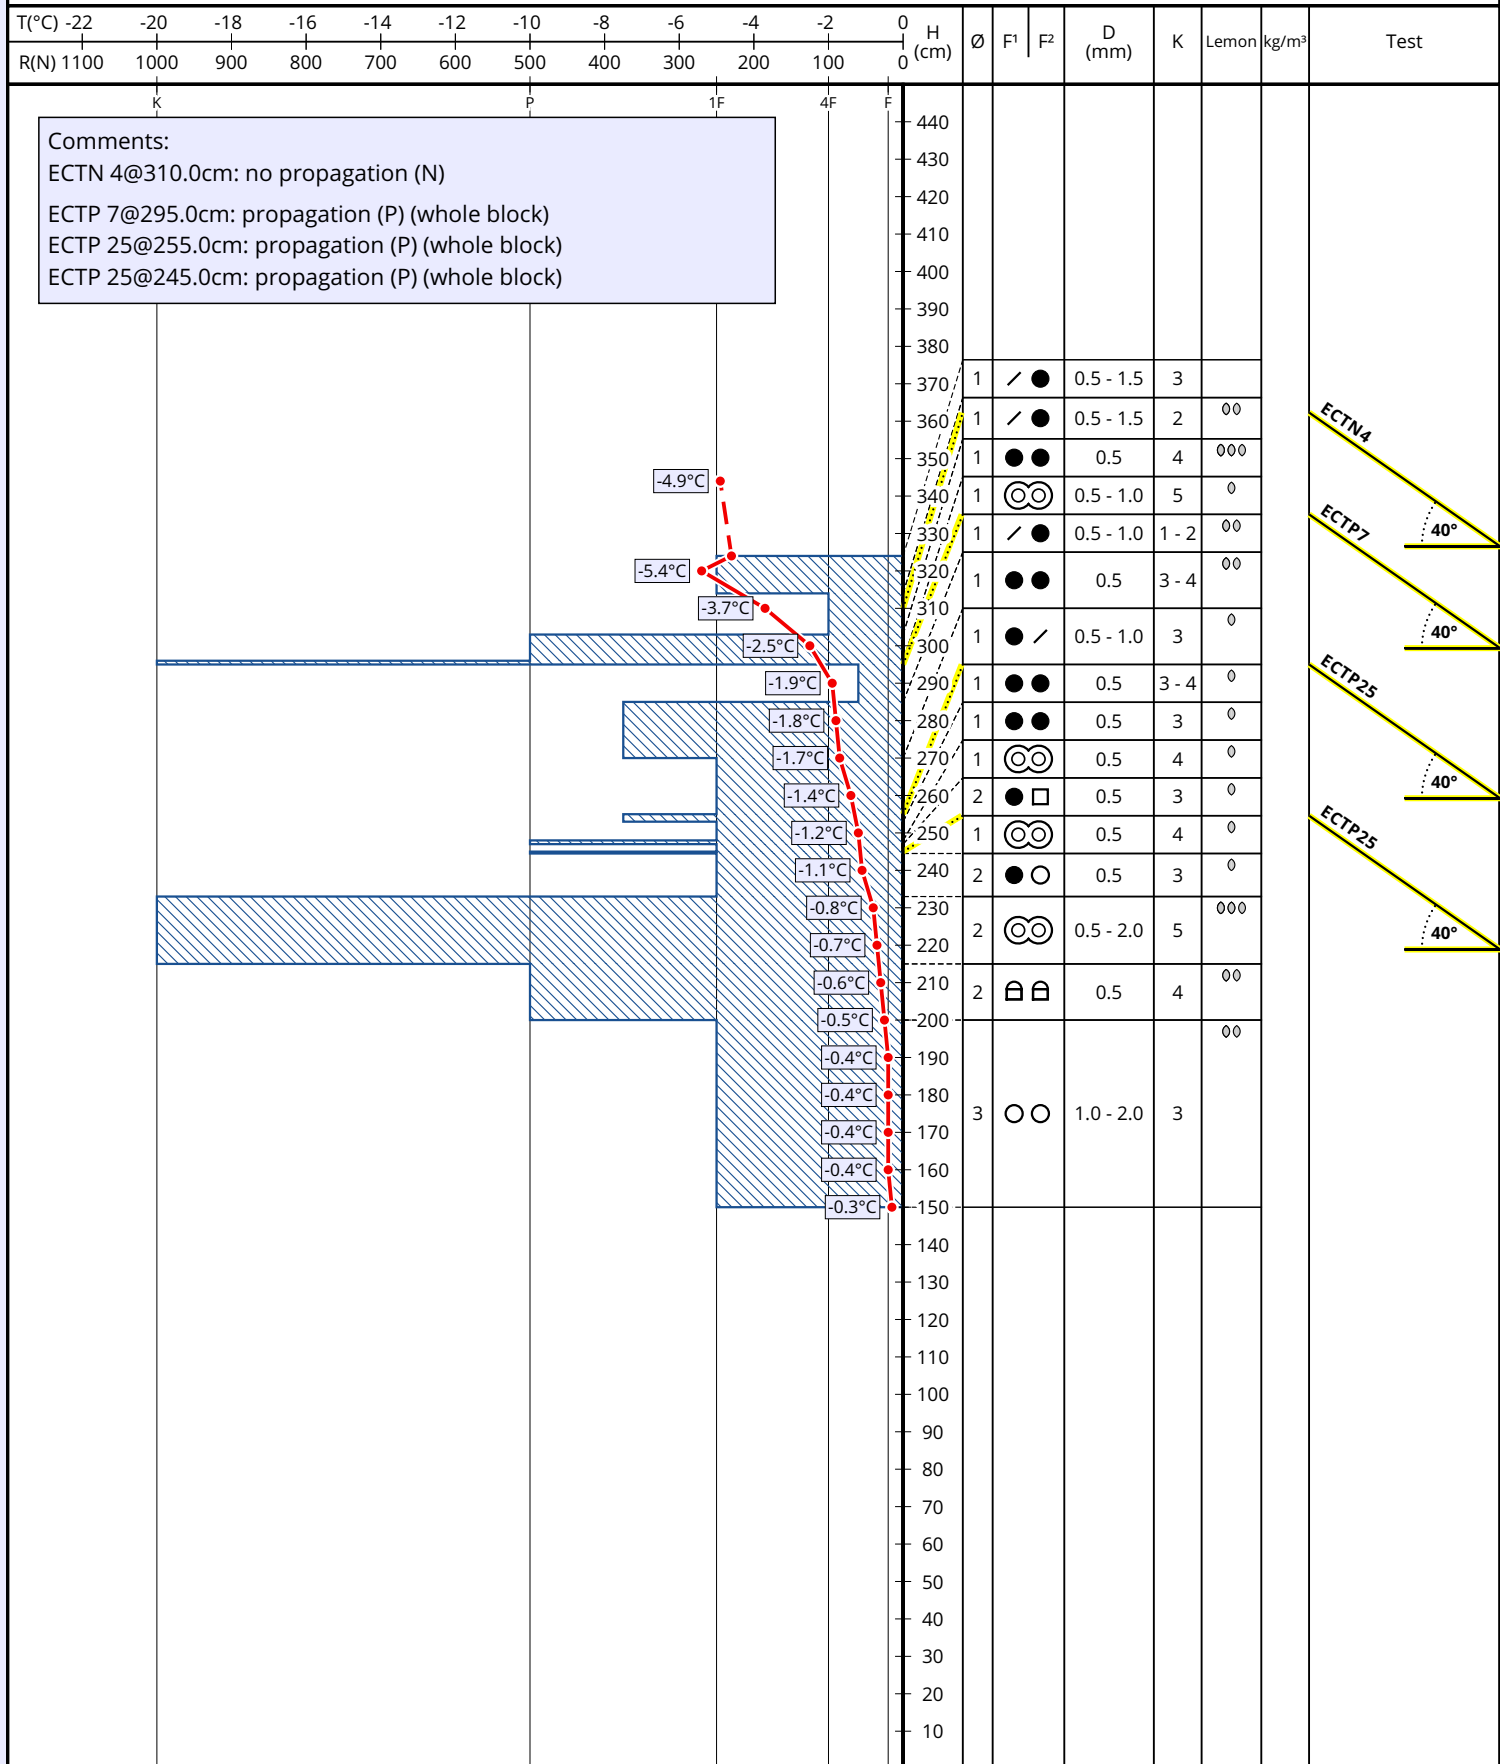 T(°C) -22 -20 -18 -16 -14 -12 -10 -8 -6 -4 -2 0
R(N) 1100 1000 900 800 700 600 500 400 300 200 100 0
H (cm) Ø F¹ F² D (mm) K Lemon kg/m³ Test
K P 1F 4F F
Comments:
ECTN 4@310.0cm: no propagation (N)
ECTP 7@295.0cm: propagation (P) (whole block)
ECTP 25@255.0cm: propagation (P) (whole block)
ECTP 25@245.0cm: propagation (P) (whole block)
440
430
420
410
400
390
380
370
360
350
340
330
320
310
300
290
280
270
260
250
240
230
220
210
200
190
180
170
160
150
140
130
120
110
100
90
80
70
60
50
40
30
20
10
-4.9°C
-5.4°C
-3.7°C
-2.5°C
-1.9°C
-1.8°C
-1.7°C
-1.4°C
-1.2°C
-1.1°C
-0.8°C
-0.7°C
-0.6°C
-0.5°C
-0.4°C
-0.4°C
-0.4°C
-0.4°C
-0.3°C
1 0.5 - 1.5 3
1 0.5 - 1.5 2
1 0.5 4
1 0.5 - 1.0 5
1 0.5 - 1.0 1 - 2
1 0.5 3 - 4
1 0.5 - 1.0 3
1 0.5 3 - 4
1 0.5 3
1 0.5 4
2 0.5 3
1 0.5 4
2 0.5 3
2 0.5 - 2.0 5
2 0.5 4
3 1.0 - 2.0 3
ECTN4
40°
ECTP7
40°
ECTP25
40°
ECTP25
40°